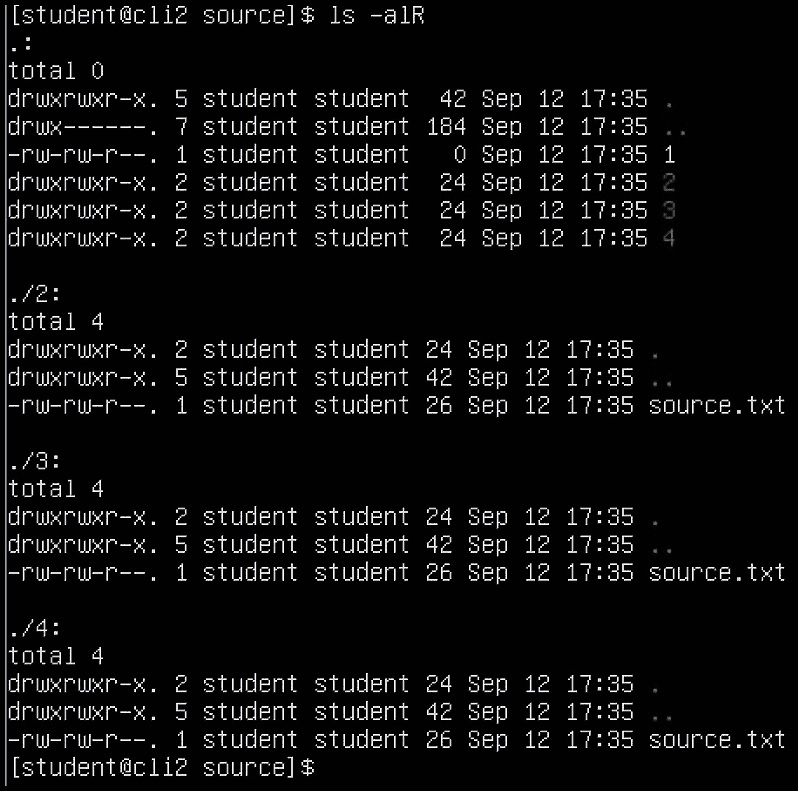 [student@cli2 source]$ ls -alR
.:
total 0
drwxrwxr-x. 5 student student  42 Sep 12 17:35 .
drwx------. 7 student student 184 Sep 12 17:35 ..
-rw-rw-r--. 1 student student   0 Sep 12 17:35 1
drwxrwxr-x. 2 student student  24 Sep 12 17:35 2
drwxrwxr-x. 2 student student  24 Sep 12 17:35 3
drwxrwxr-x. 2 student student  24 Sep 12 17:35 4

./2:
total 4
drwxrwxr-x. 2 student student 24 Sep 12 17:35 .
drwxrwxr-x. 5 student student 42 Sep 12 17:35 ..
-rw-rw-r--. 1 student student 26 Sep 12 17:35 source.txt

./3:
total 4
drwxrwxr-x. 2 student student 24 Sep 12 17:35 .
drwxrwxr-x. 5 student student 42 Sep 12 17:35 ..
-rw-rw-r--. 1 student student 26 Sep 12 17:35 source.txt

./4:
total 4
drwxrwxr-x. 2 student student 24 Sep 12 17:35 .
drwxrwxr-x. 5 student student 42 Sep 12 17:35 ..
-rw-rw-r--. 1 student student 26 Sep 12 17:35 source.txt
[student@cli2 source]$